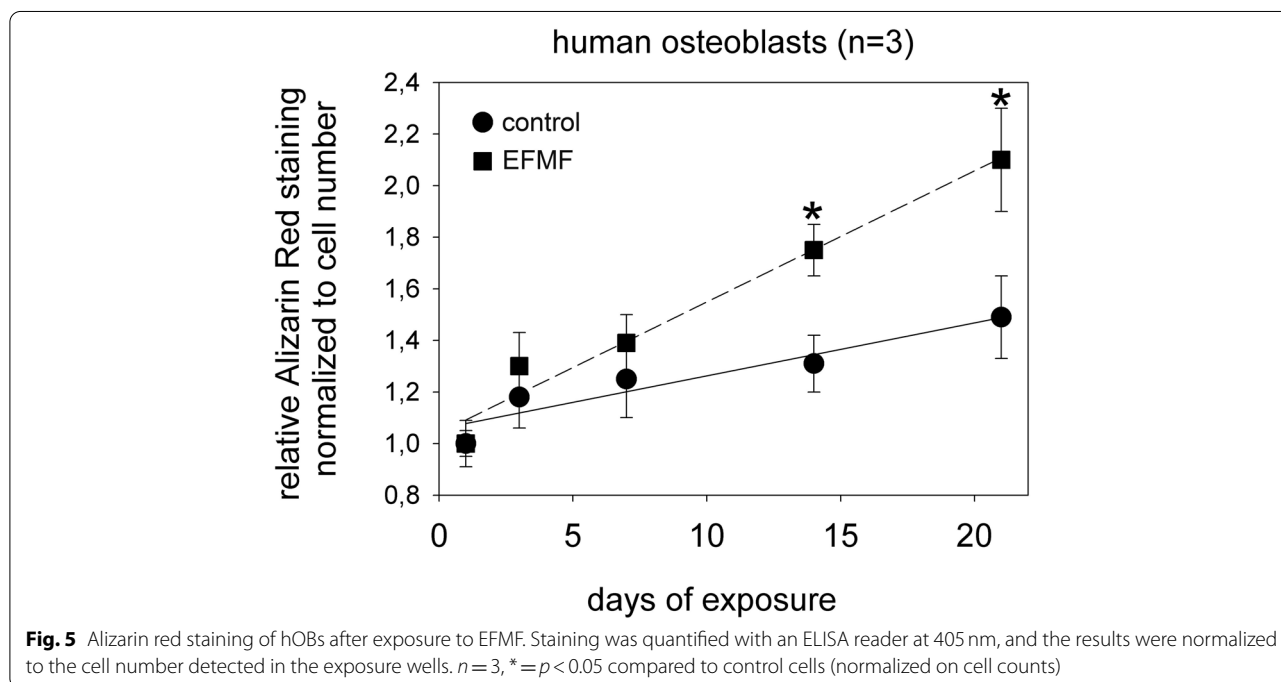 human osteoblasts (n=3)
relative Alizarin Red staining
normalized to cell number
2,4
2,2
2,0
1,8
1,6
1,4
1,2
1,0
0,8
control
EFMF
*
*
0 5 10 15 20
days of exposure
Fig. 5 Alizarin red staining of hOBs after exposure to EFMF. Staining was quantified with an ELISA reader at 405 nm, and the results were normalized
to the cell number detected in the exposure wells. n = 3, * = p < 0.05 compared to control cells (normalized on cell counts)